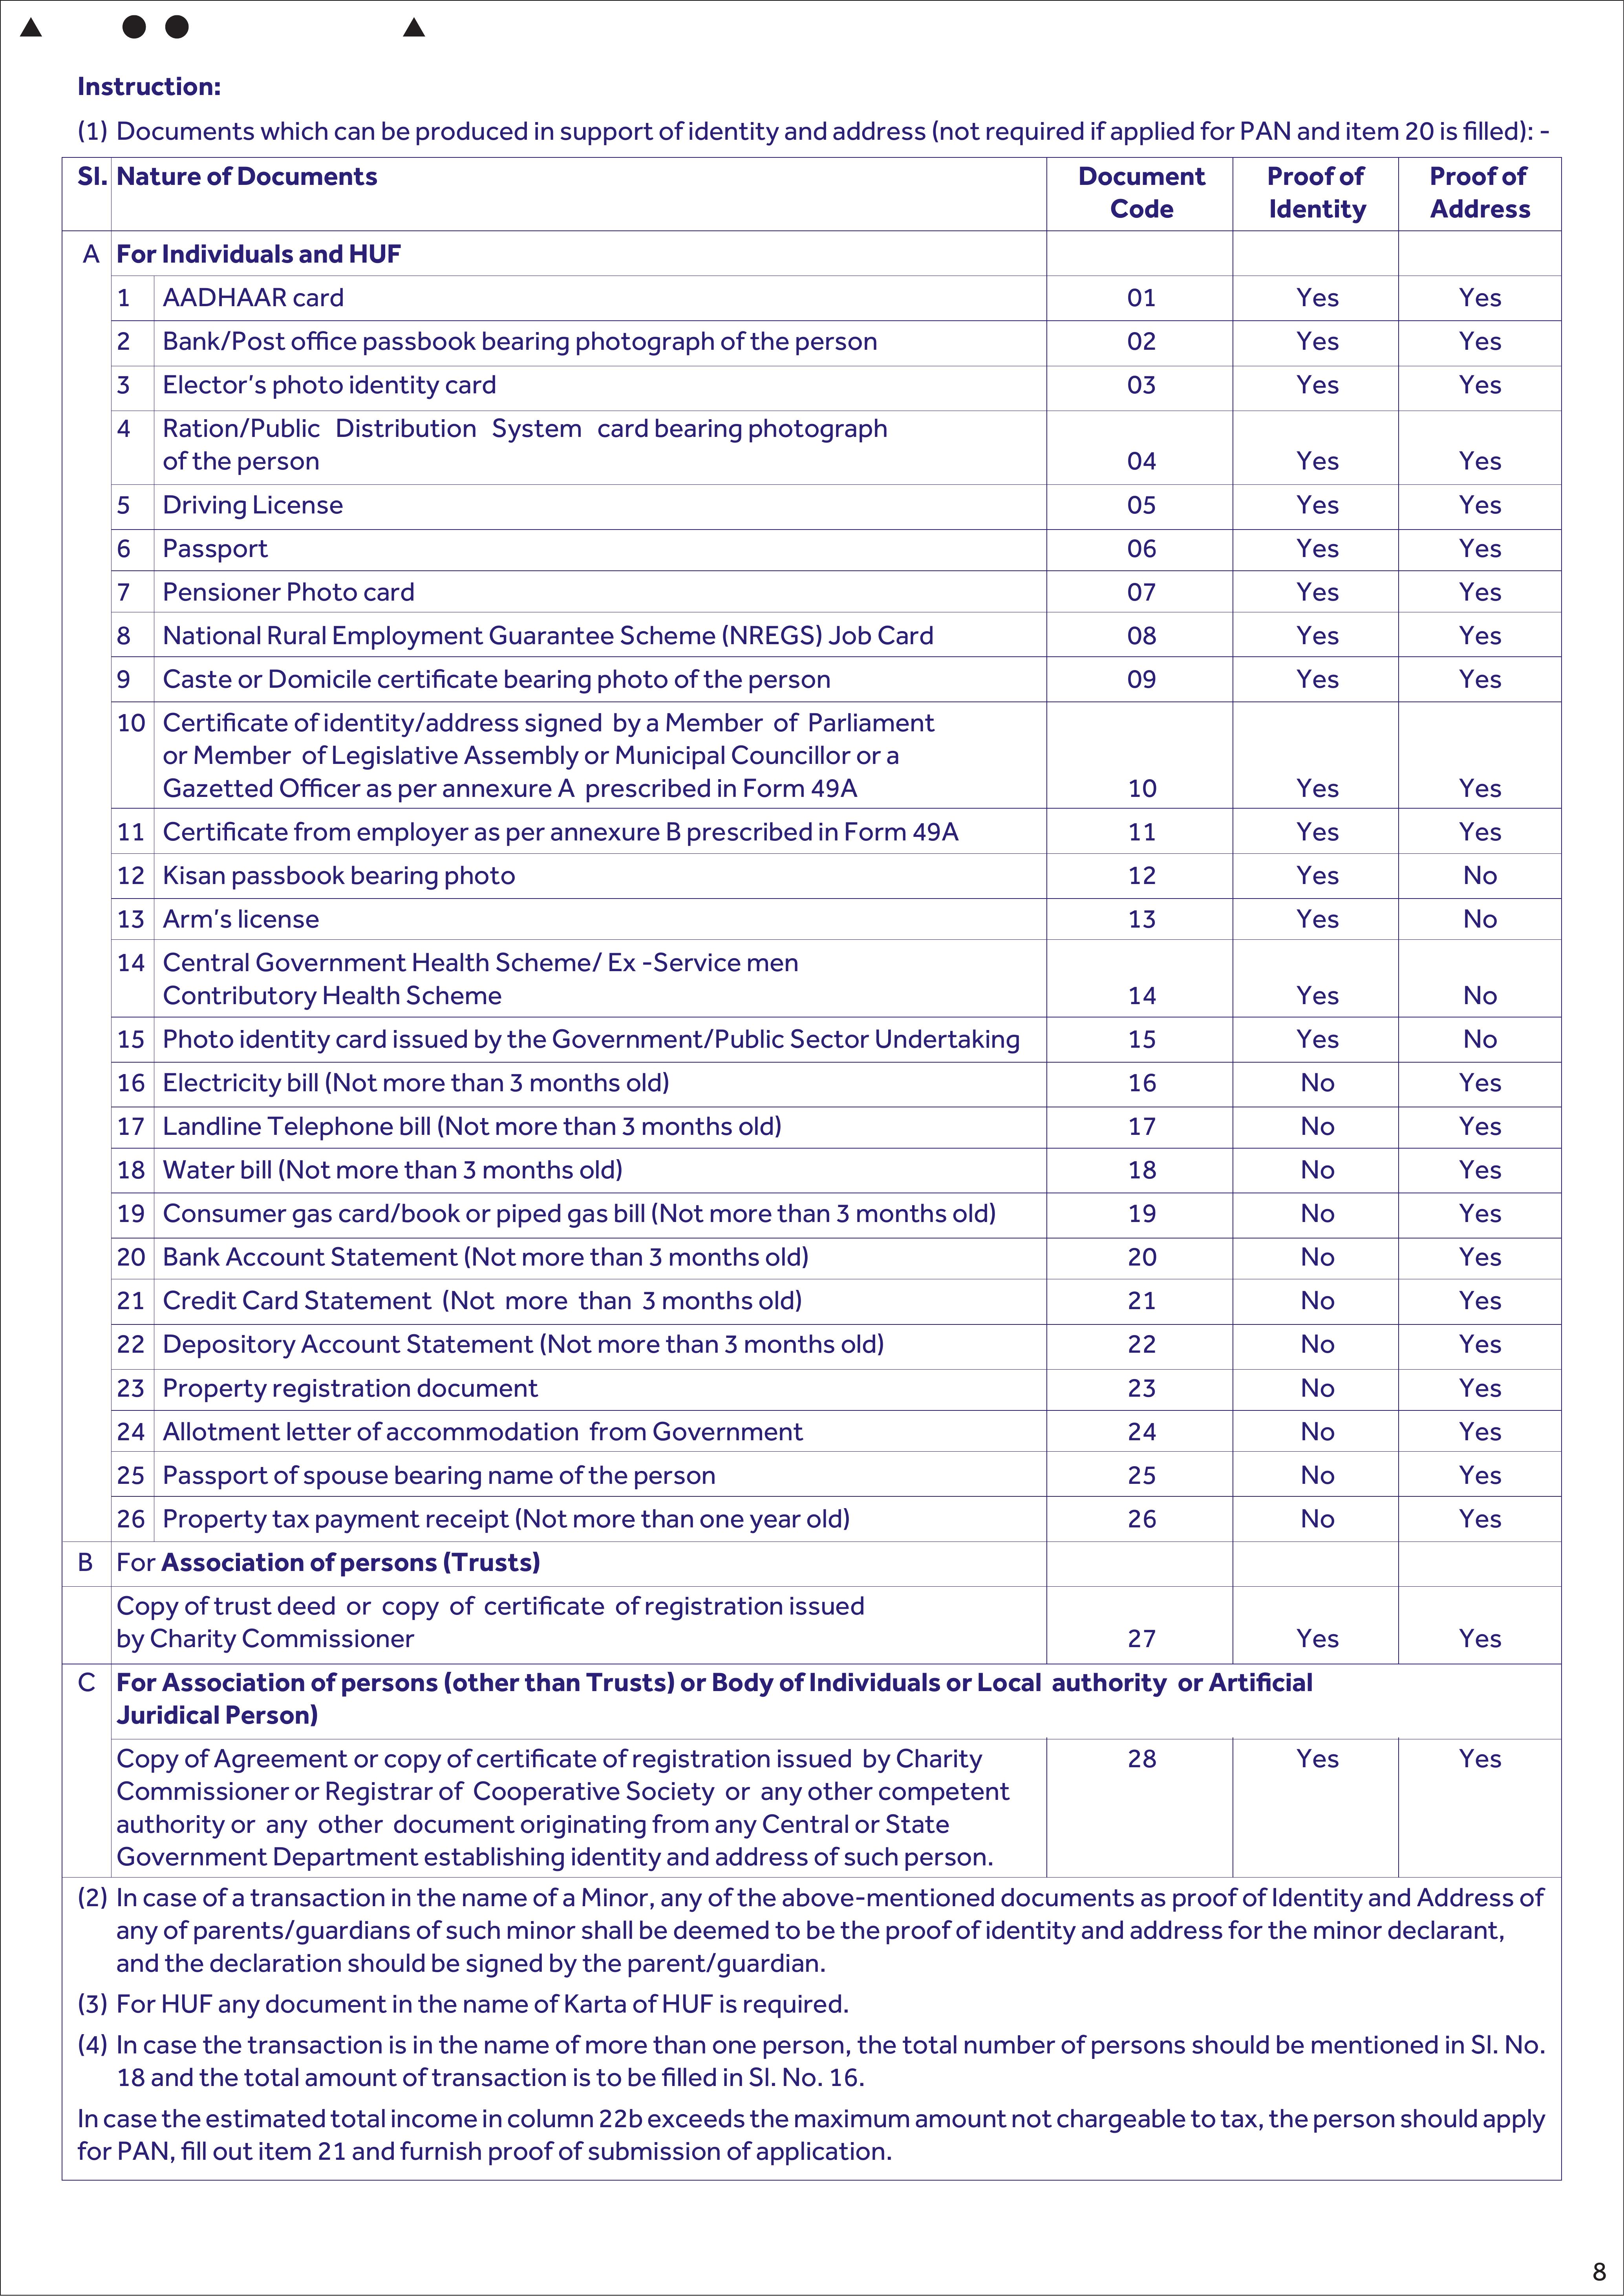 Instruction:
(1) Documents which can be produced in support of identity and address (not required if applied for PAN and item 20 is filled): -
Sl. Nature of Documents Document Code Proof of Identity Proof of Address
A For Individuals and HUF
1 AADHAAR card 01 Yes Yes
2 Bank/Post office passbook bearing photograph of the person 02 Yes Yes
3 Elector's photo identity card 03 Yes Yes
4 Ration/Public Distribution System card bearing photograph
of the person 04 Yes Yes
5 Driving License 05 Yes Yes
6 Passport 06 Yes Yes
7 Pensioner Photo card 07 Yes Yes
8 National Rural Employment Guarantee Scheme (NREGS) Job Card 08 Yes Yes
9 Caste or Domicile certificate bearing photo of the person 09 Yes Yes
10 Certificate of identity/address signed by a Member of Parliament
or Member of Legislative Assembly or Municipal Councillor or a
Gazetted Officer as per annexure A prescribed in Form 49A 10 Yes Yes
11 Certificate from employer as per annexure B prescribed in Form 49A 11 Yes Yes
12 Kisan passbook bearing photo 12 Yes No
13 Arm's license 13 Yes No
14 Central Government Health Scheme/ Ex -Service men
Contributory Health Scheme 14 Yes No
15 Photo identity card issued by the Government/Public Sector Undertaking 15 Yes No
16 Electricity bill (Not more than 3 months old) 16 No Yes
17 Landline Telephone bill (Not more than 3 months old) 17 No Yes
18 Water bill (Not more than 3 months old) 18 No Yes
19 Consumer gas card/book or piped gas bill (Not more than 3 months old) 19 No Yes
20 Bank Account Statement (Not more than 3 months old) 20 No Yes
21 Credit Card Statement (Not more than 3 months old) 21 No Yes
22 Depository Account Statement (Not more than 3 months old) 22 No Yes
23 Property registration document 23 No Yes
24 Allotment letter of accommodation from Government 24 No Yes
25 Passport of spouse bearing name of the person 25 No Yes
26 Property tax payment receipt (Not more than one year old) 26 No Yes
B For Association of persons (Trusts)
Copy of trust deed or copy of certificate of registration issued
by Charity Commissioner 27 Yes Yes
C For Association of persons (other than Trusts) or Body of Individuals or Local authority or Artificial
Juridical Person)
Copy of Agreement or copy of certificate of registration issued by Charity 28 Yes Yes
Commissioner or Registrar of Cooperative Society or any other competent
authority or any other document originating from any Central or State
Government Department establishing identity and address of such person.
(2) In case of a transaction in the name of a Minor, any of the above-mentioned documents as proof of Identity and Address of
any of parents/guardians of such minor shall be deemed to be the proof of identity and address for the minor declarant,
and the declaration should be signed by the parent/guardian.
(3) For HUF any document in the name of Karta of HUF is required.
(4) In case the transaction is in the name of more than one person, the total number of persons should be mentioned in Sl. No.
18 and the total amount of transaction is to be filled in Sl. No. 16.
In case the estimated total income in column 22b exceeds the maximum amount not chargeable to tax, the person should apply
for PAN, fill out item 21 and furnish proof of submission of application.
8